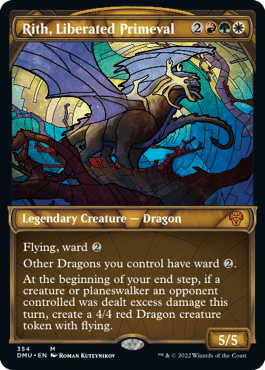 Rith, Liberated Primeval 2
Legendary Creature — Dragon
Flying, ward 2
Other Dragons you control have ward 2.
At the beginning of your end step, if a
creature or planeswalker an opponent
controlled was dealt excess damage this
turn, create a 4/4 red Dragon creature
token with flying.
5/5
354 M
DMU • EN ROMAN KUTEYNIKOV ™ & © 2022 Wizards of the Coast